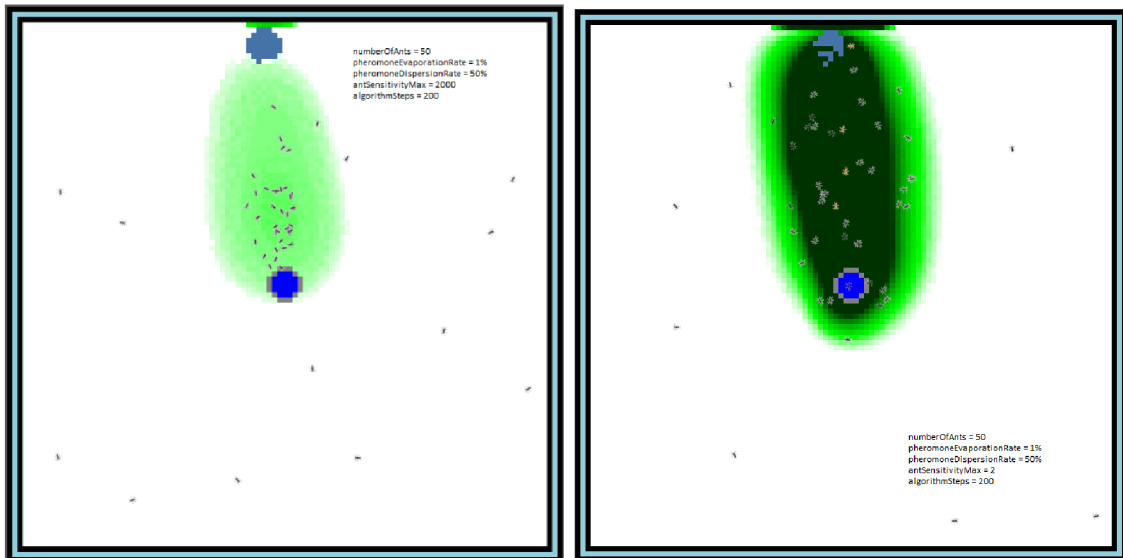 numberOfAnts = 50
pheromoneEvaporationRate = 1%
pheromoneDispersionRate = 50%
antSensitivityMax = 2000
algorithmSteps = 200
numberOfAnts = 50
pheromoneEvaporationRate = 1%
pheromoneDispersionRate = 50%
antSensitivityMax = 2
algorithmSteps = 200